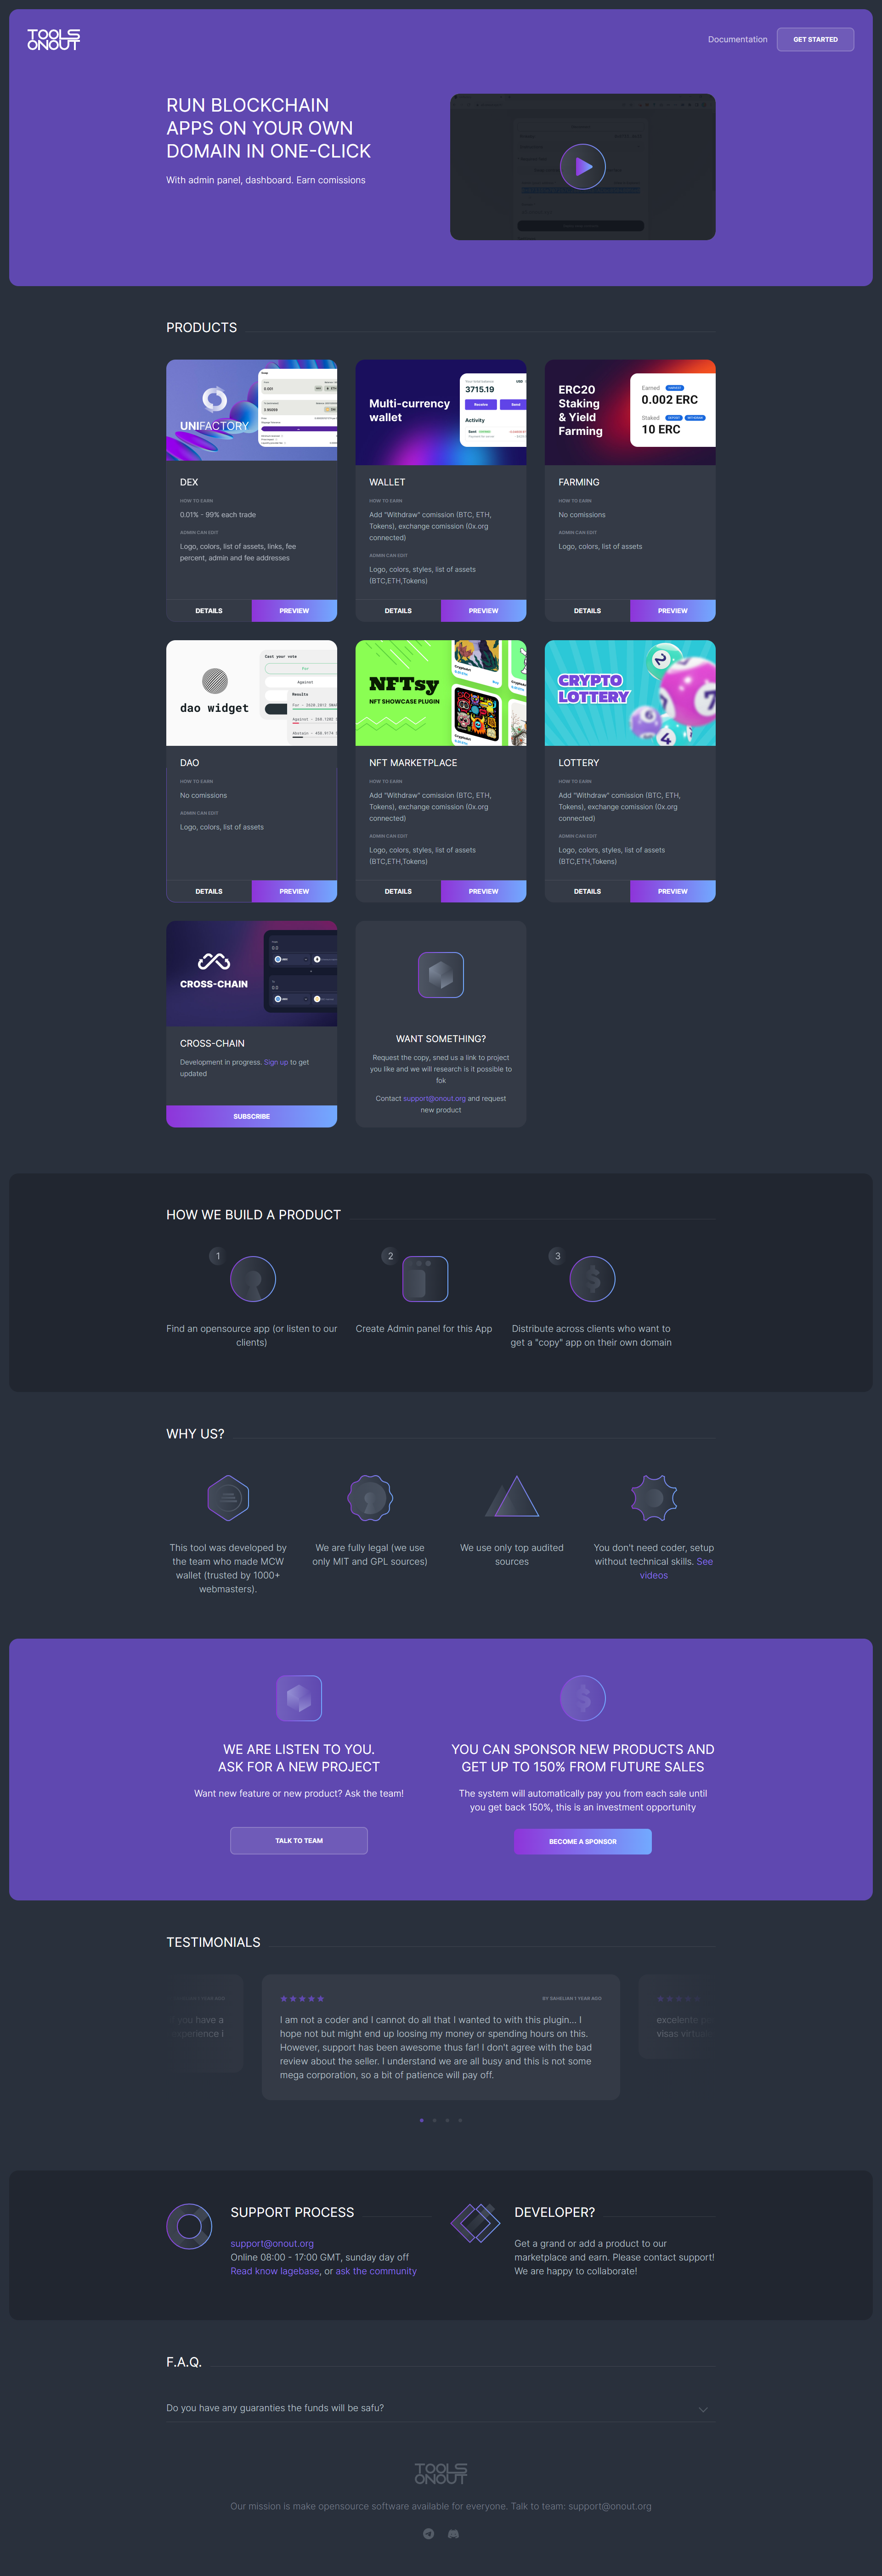 TOOLS
ONOUT
Documentation
GET STARTED
RUN BLOCKCHAIN
APPS ON YOUR OWN
DOMAIN IN ONE-CLICK
With admin panel, dashboard. Earn comissions
PRODUCTS
UNIFACTORY
DEX
HOW TO EARN
0.01% - 99% each trade
ADMIN CAN EDIT
Logo, colors, list of assets, links, fee
percent, admin and fee addresses
DETAILS
PREVIEW
Multi-currency
wallet
3715.19
Receive
Send
Activity
WALLET
HOW TO EARN
Add "Withdraw" comission (BTC, ETH,
Tokens), exchange comission (0x.org
connected)
ADMIN CAN EDIT
Logo, colors, styles, list of assets
(BTC,ETH,Tokens)
DETAILS
PREVIEW
ERC20
Staking
& Yield
Farming
Earned
0.002 ERC
Staked
10 ERC
FARMING
HOW TO EARN
No comissions
ADMIN CAN EDIT
Logo, colors, list of assets
DETAILS
PREVIEW
dao widget
Cast your vote
For
Against
Results
DAO
HOW TO EARN
No comissions
ADMIN CAN EDIT
Logo, colors, list of assets
DETAILS
PREVIEW
NFTsy
NFT SHOWCASE PLUGIN
NFT MARKETPLACE
HOW TO EARN
Add "Withdraw" comission (BTC, ETH,
Tokens), exchange comission (0x.org
connected)
ADMIN CAN EDIT
Logo, colors, styles, list of assets
(BTC,ETH,Tokens)
DETAILS
PREVIEW
CRYPTO
LOTTERY
2
7
4
LOTTERY
HOW TO EARN
Add "Withdraw" comission (BTC, ETH,
Tokens), exchange comission (0x.org
connected)
ADMIN CAN EDIT
Logo, colors, styles, list of assets
(BTC,ETH,Tokens)
DETAILS
PREVIEW
CROSS-CHAIN
CROSS-CHAIN
Development in progress. Sign up to get
updated
SUBSCRIBE
WANT SOMETHING?
Request the copy, sned us a link to project
you like and we will research is it possible to
fok
Contact support@onout.org and request
new product
HOW WE BUILD A PRODUCT
1
Find an opensource app (or listen to our
clients)
2
Create Admin panel for this App
3
Distribute across clients who want to
get a "copy" app on their own domain
WHY US?
This tool was developed by
the team who made MCW
wallet (trusted by 1000+
webmasters).
We are fully legal (we use
only MIT and GPL sources)
We use only top audited
sources
You don't need coder, setup
without technical skills. See
videos
WE ARE LISTEN TO YOU.
ASK FOR A NEW PROJECT
Want new feature or new product? Ask the team!
TALK TO TEAM
YOU CAN SPONSOR NEW PRODUCTS AND
GET UP TO 150% FROM FUTURE SALES
The system will automatically pay you from each sale until
you get back 150%, this is an investment opportunity
BECOME A SPONSOR
TESTIMONIALS
you have a
xperience i
BY SAHELIAN 1 YEAR AGO
I am not a coder and I cannot do all that I wanted to with this plugin... I
hope not but might end up loosing my money or spending hours on this.
However, support has been awesome thus far! I don't agree with the bad
review about the seller. I understand we are all busy and this is not some
mega corporation, so a bit of patience will pay off.
excelente
visas virtu
SUPPORT PROCESS
support@onout.org
Online 08:00 - 17:00 GMT, sunday day off
Read know lagebase, or ask the community
DEVELOPER?
Get a grand or add a product to our
marketplace and earn. Please contact support!
We are happy to collaborate!
F.A.Q.
Do you have any guaranties the funds will be safu?
TOOLS
ONOUT
Our mission is make opensource software available for everyone. Talk to team: support@onout.org